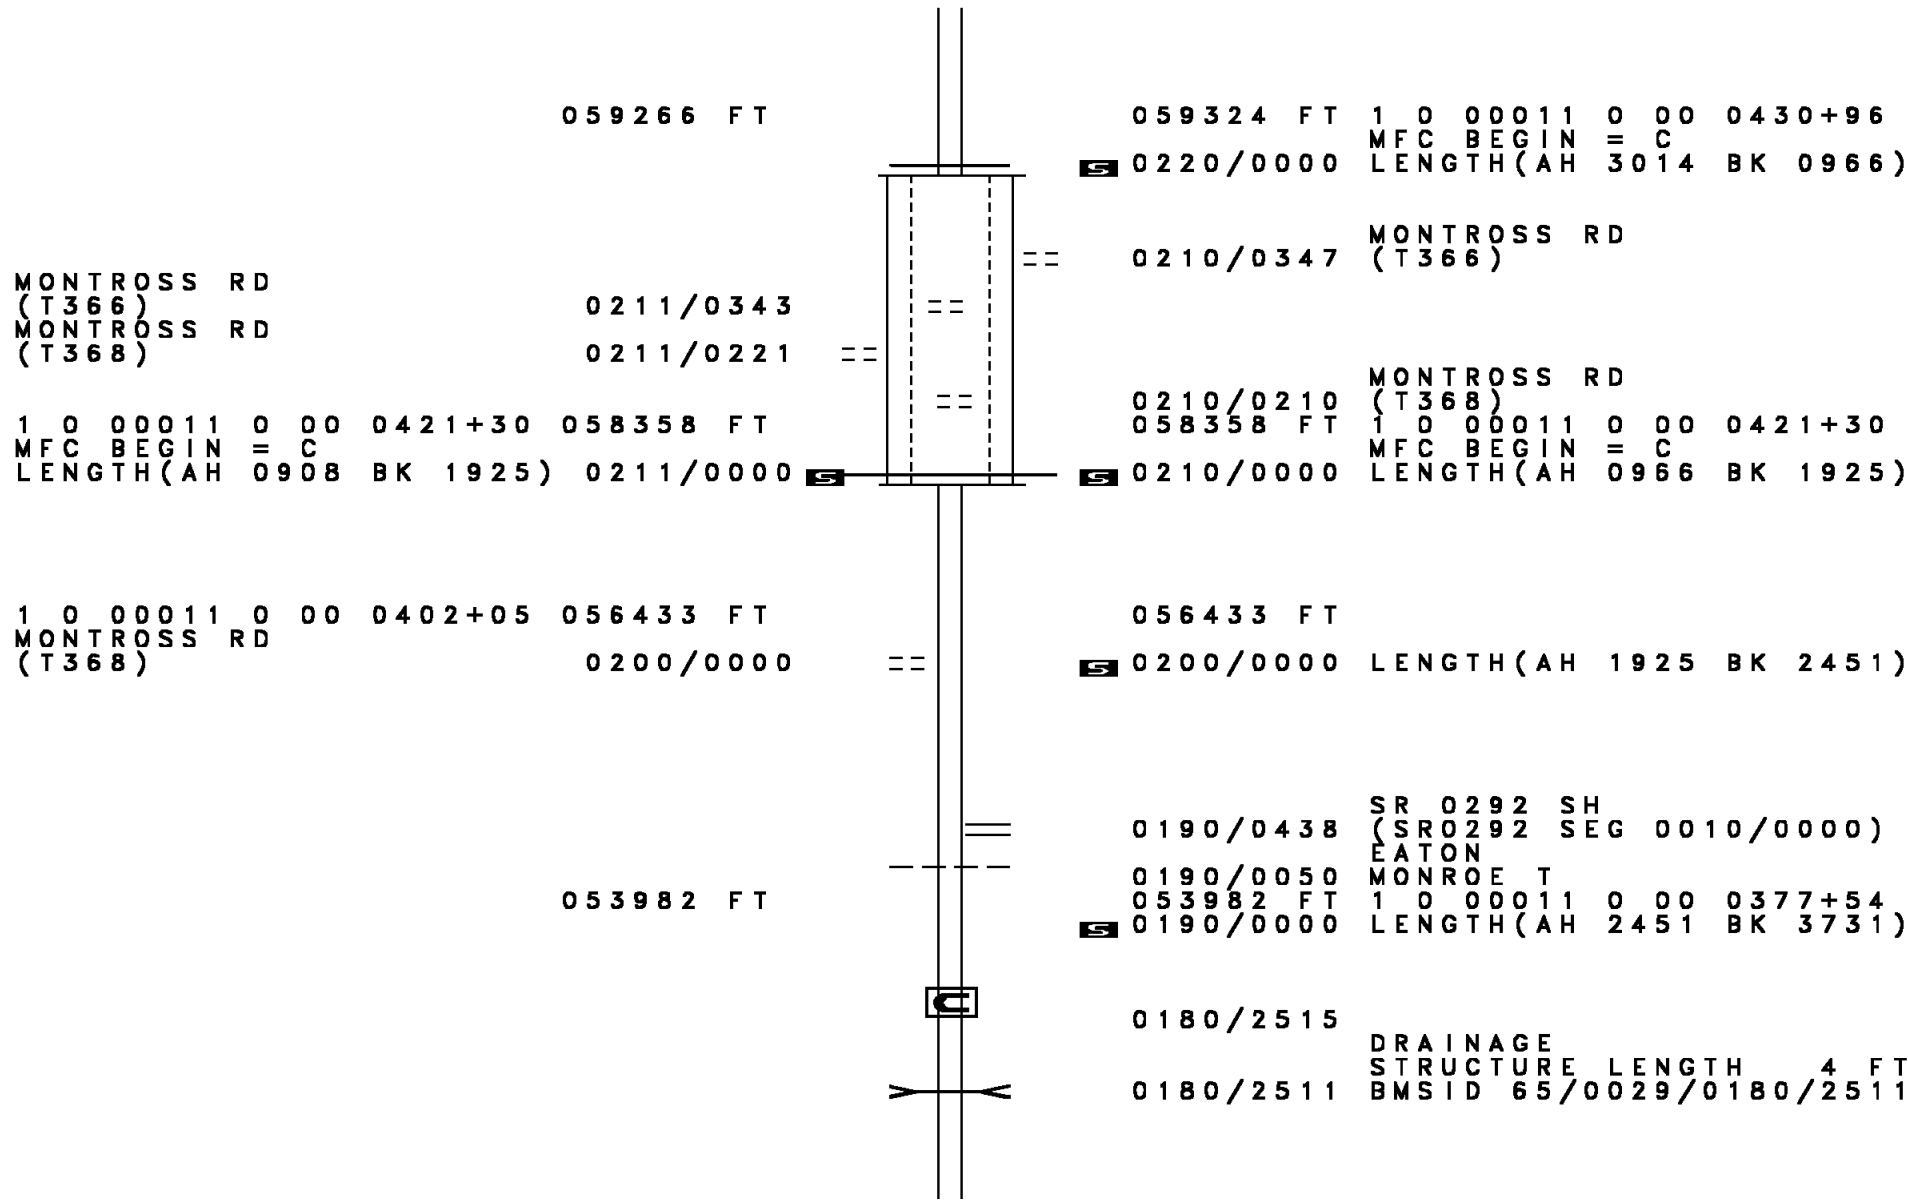 059266 FT 059324 FT 1 0 00011 0 00 0430+96
MFC BEGIN = C
S 0220/0000 LENGTH(AH 3014 BK 0966)
MONTROSS RD
0210/0347 (T366)
MONTROSS RD
(T366) 0211/0343
MONTROSS RD
(T368) 0211/0221
MONTROSS RD
0210/0210 (T368)
1 0 00011 0 00 0421+30 058358 FT 058358 FT 1 0 00011 0 00 0421+30
MFC BEGIN = C MFC BEGIN = C
LENGTH(AH 0908 BK 1925) 0211/0000 S S 0210/0000 LENGTH(AH 0966 BK 1925)
1 0 00011 0 00 0402+05 056433 FT 056433 FT
MONTROSS RD
(T368) 0200/0000 S 0200/0000 LENGTH(AH 1925 BK 2451)
SR 0292 SH
0190/0438 (SR0292 SEG 0010/0000)
EATON
0190/0050 MONROE T
053982 FT 053982 FT 1 0 00011 0 00 0377+54
S 0190/0000 LENGTH(AH 2451 BK 3731)
C
0180/2515
DRAINAGE
STRUCTURE LENGTH 4 FT
0180/2511 BMSID 65/0029/0180/2511